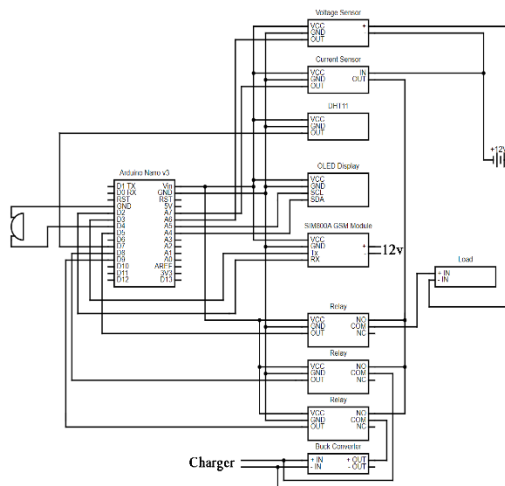 Voltage Sensor
VCC +
GND -
OUT
Current Sensor
VCC IN
GND OUT
OUT
DHT11
VCC
GND
OUT
+12v
OLED Display
VCC
GND
SCL
SDA
Arduino Nano v3
D1 TX Vin
D0 RX GND
RST RST
GND 5V
D2 A7
D3 A6
D4 A5
D5 A4
D6 A3
D7 A2
D8 A1
D9 A0
D10 AREF
D11 3V3
D12 D13
SIM800A GSM Module
VCC
GND +
Tx -
RX
12v
Load
+ IN
- IN
Relay
VCC NO
GND COM
OUT NC
Relay
VCC NO
GND COM
OUT NC
Relay
VCC NO
GND COM
OUT NC
Buck Converter
+ IN + OUT
- IN - OUT
Charger